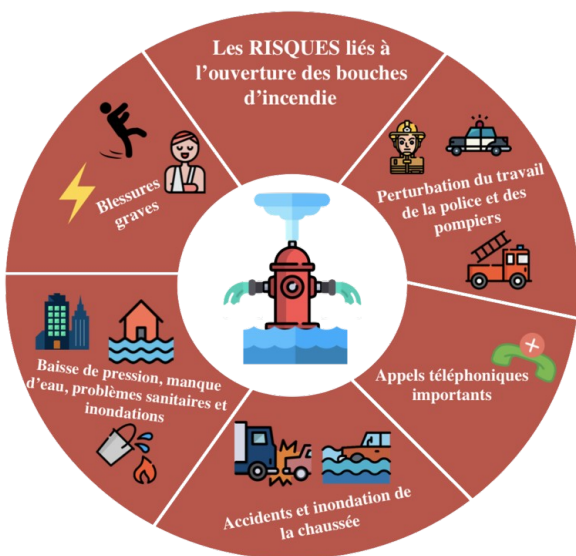 Les RISQUES liés à
l'ouverture des bouches
d'incendie
Perturbation du travail
de la police et des
pompiers
Appels téléphoniques
importants
Accidents et inondation de
la chaussée
Baisse de pression, manque
d'eau, problèmes sanitaires et
inondations
Blessures
graves